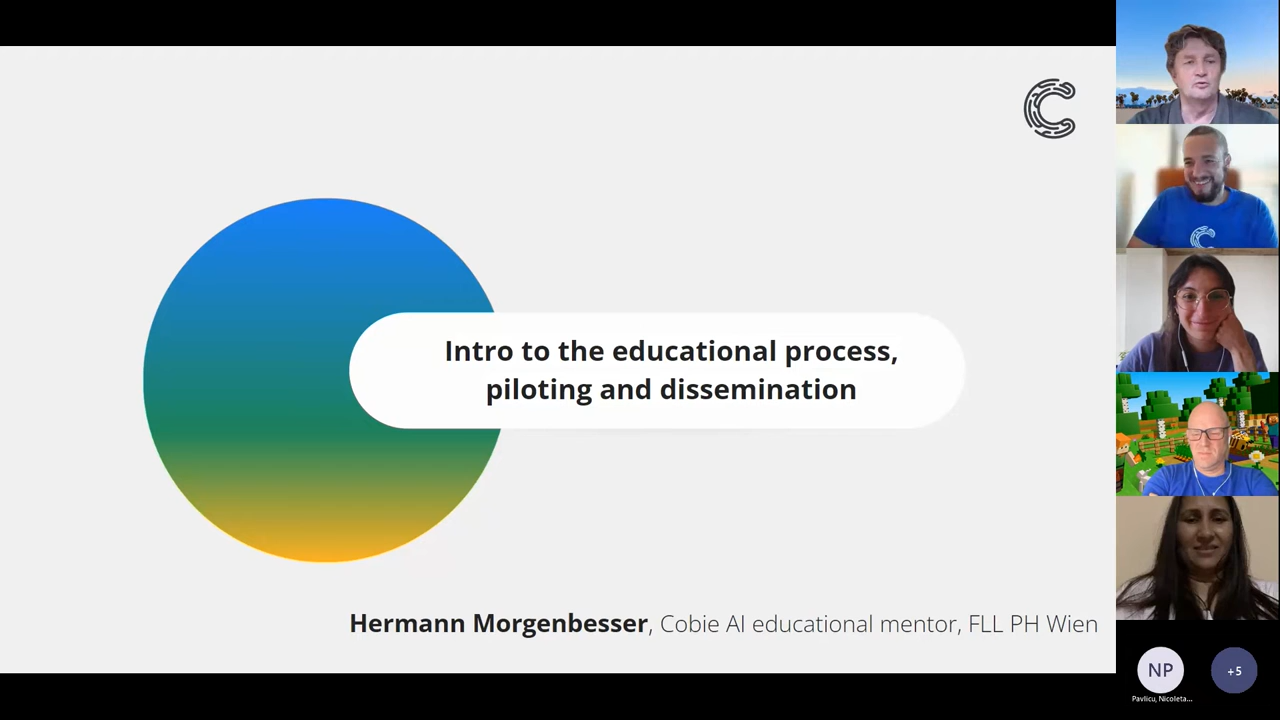 Intro to the educational process,
piloting and dissemination
Hermann Morgenbesser, Cobie AI educational mentor, FLL PH Wien
NP
+5
Pavlicu, Nicoleta...